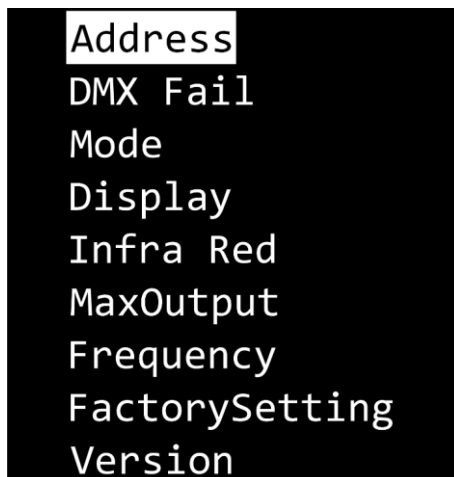 Address
DMX Fail
Mode
Display
Infra Red
MaxOutput
Frequency
FactorySetting
Version